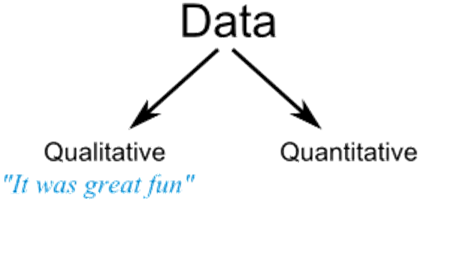 Data
Qualitative
Quantitative
"It was great fun"